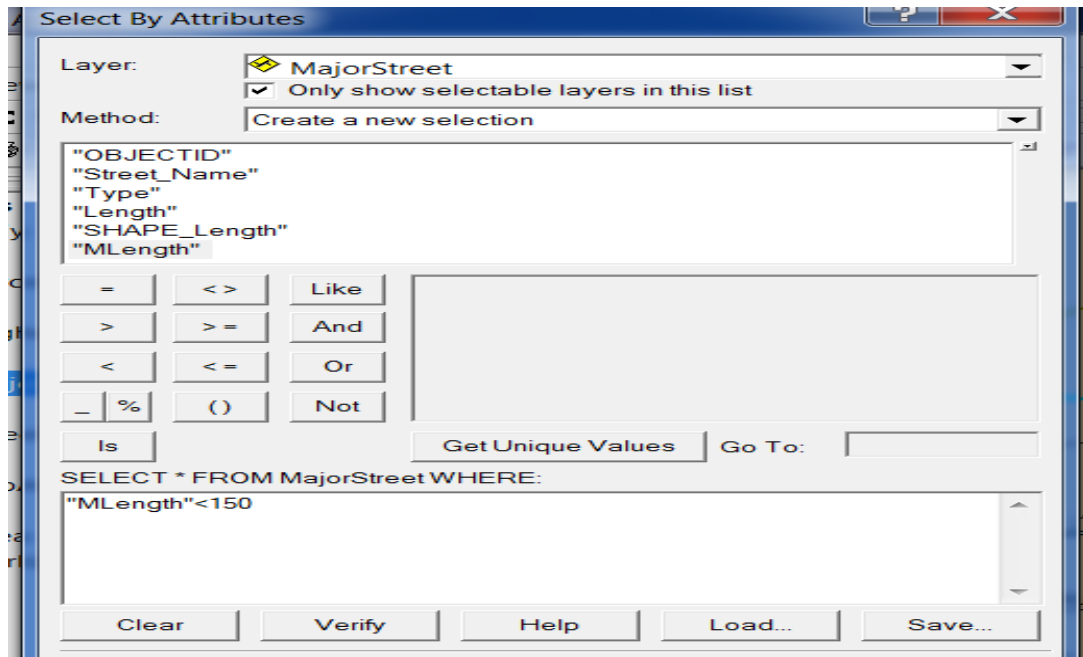 Select By Attributes
Layer: MajorStreet
Only show selectable layers in this list
Method: Create a new selection
"OBJECTID"
"Street_Name"
"Type"
"Length"
"SHAPE_Length"
"MLength"
= < > Like
> > = And
< < = Or
_ % ( ) Not
Is Get Unique Values Go To:
SELECT * FROM MajorStreet WHERE:
"MLength"<150
Clear Verify Help Load... Save...